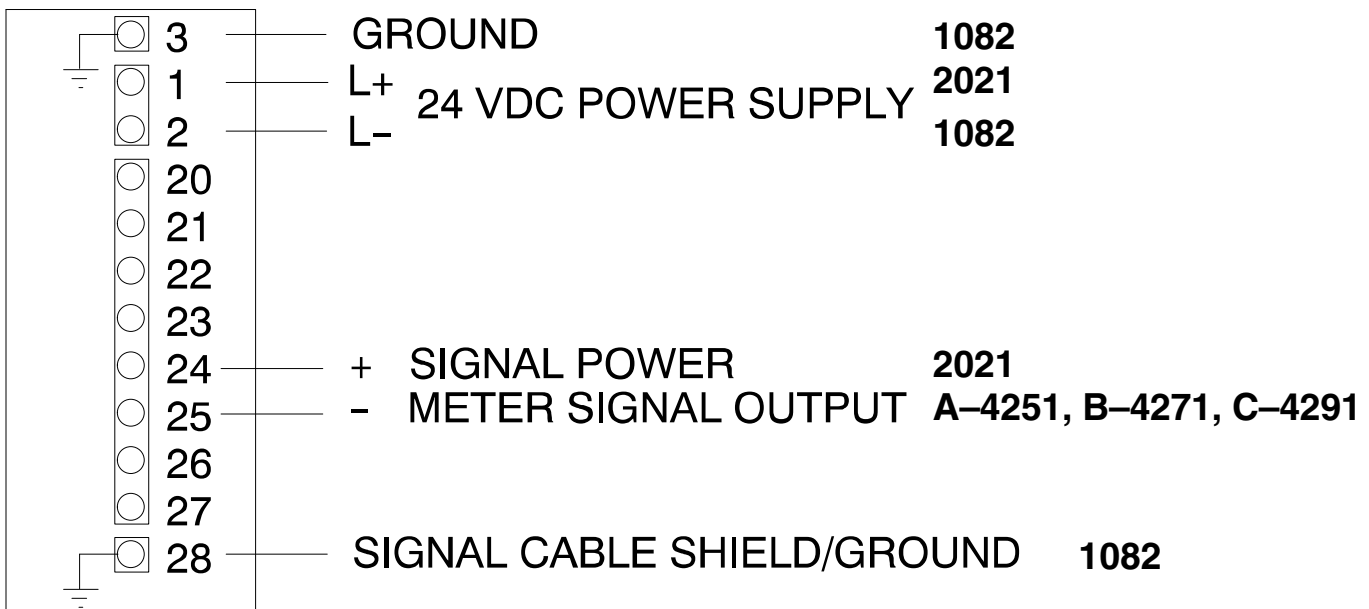 3 GROUND 1082
1 L+ 24 VDC POWER SUPPLY 2021
2 L– 1082
20
21
22
23
24 + SIGNAL POWER 2021
25 – METER SIGNAL OUTPUT A–4251, B–4271, C–4291
26
27
28 SIGNAL CABLE SHIELD/GROUND 1082